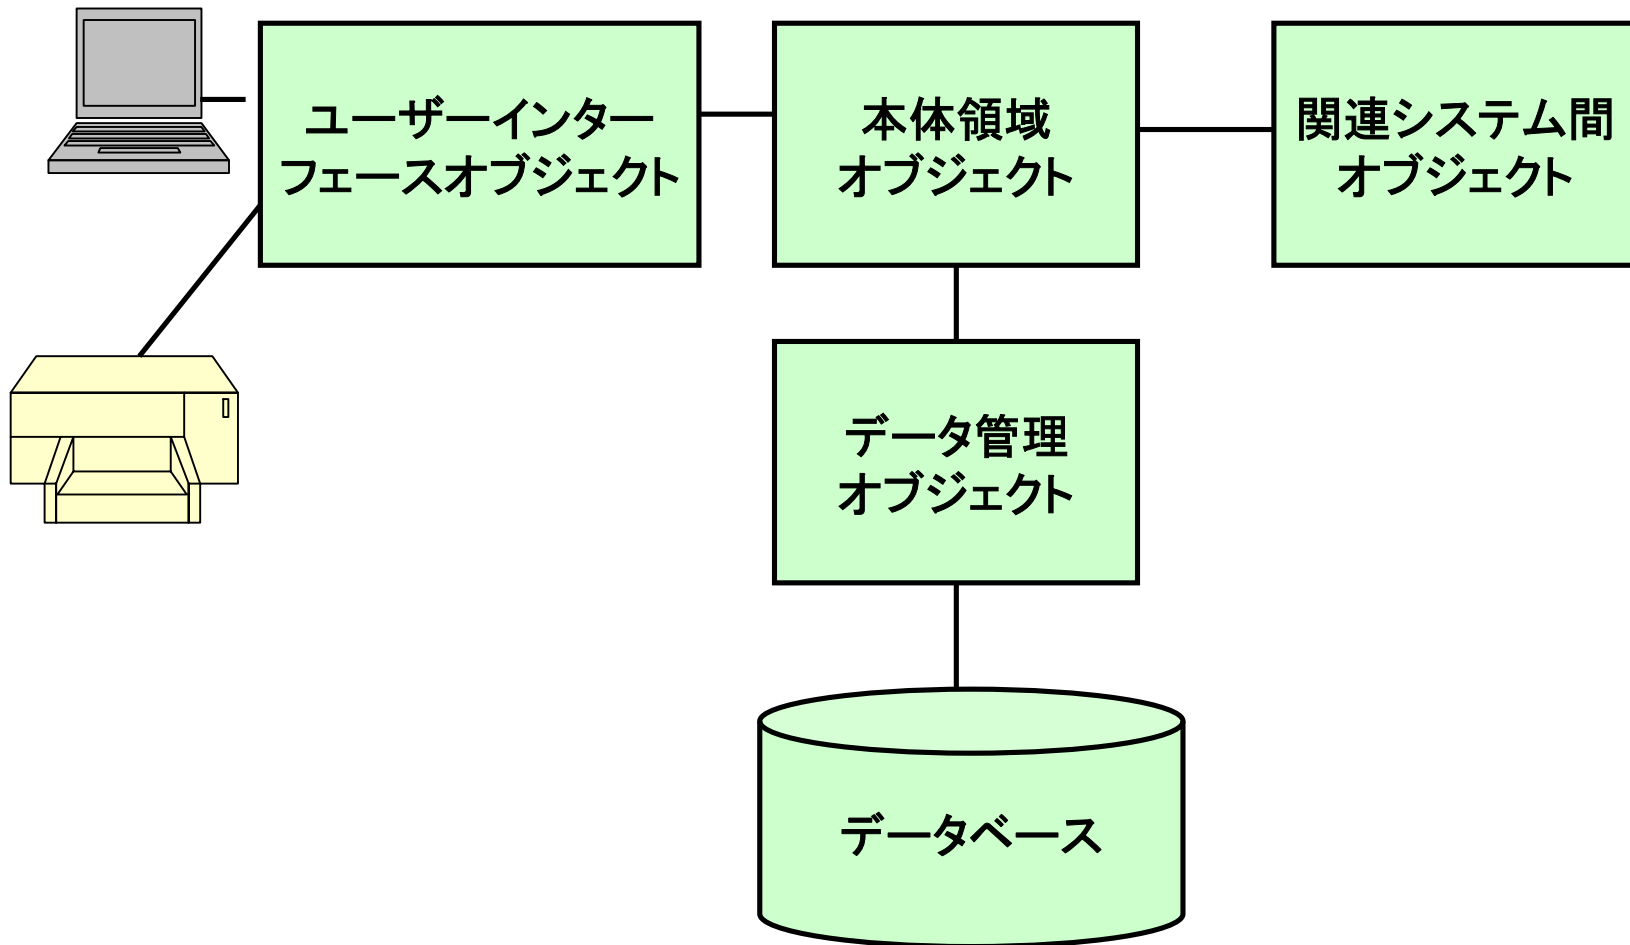 ユーザーインター
フェースオブジェクト
本体領域
オブジェクト
関連システム間
オブジェクト
データ管理
オブジェクト
データベース